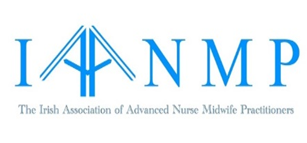 IAANMP
The Irish Association of Advanced Nurse Midwife Practitioners